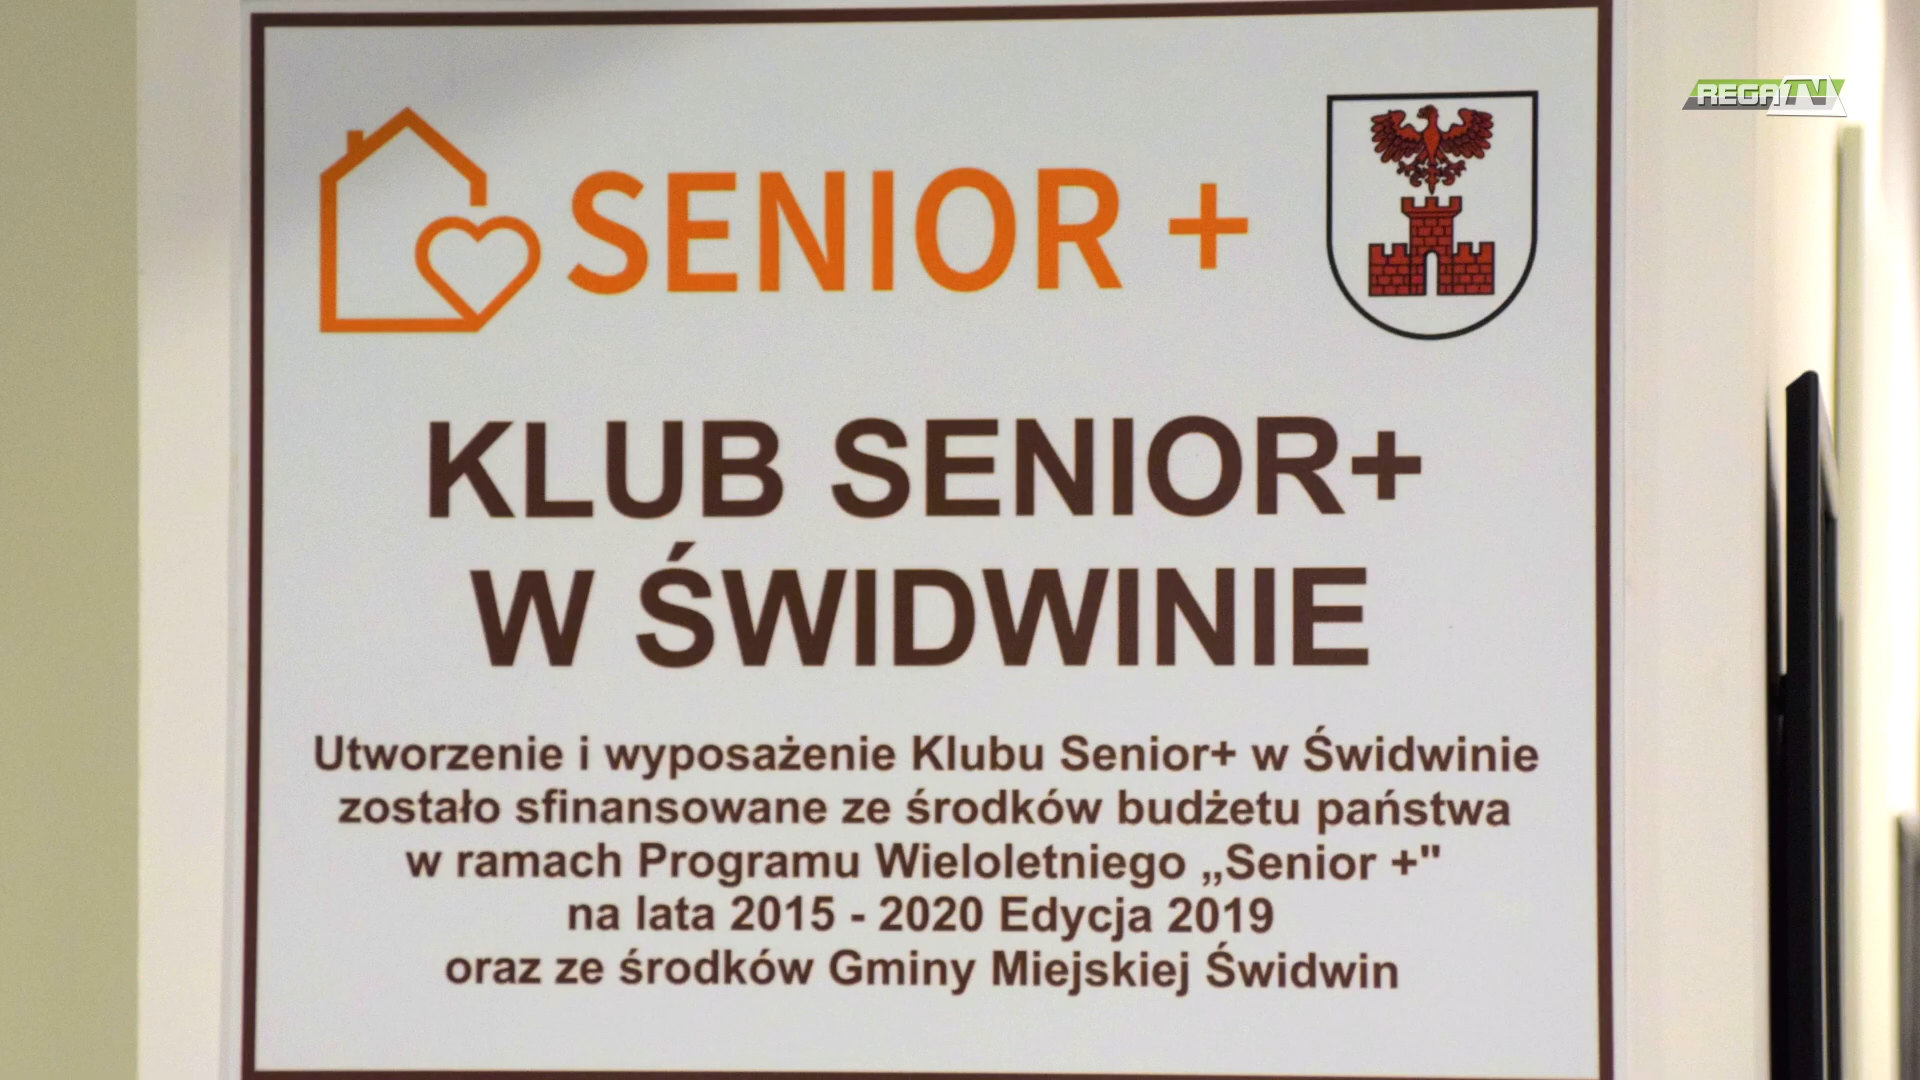 REGA TV
SENIOR +
KLUB SENIOR+
W ŚWIDWINIE
Utworzenie i wyposażenie Klubu Senior+ w Świdwinie
zostało sfinansowane ze środków budżetu państwa
w ramach Programu Wieloletniego „Senior +"
na lata 2015 - 2020 Edycja 2019
oraz ze środków Gminy Miejskiej Świdwin